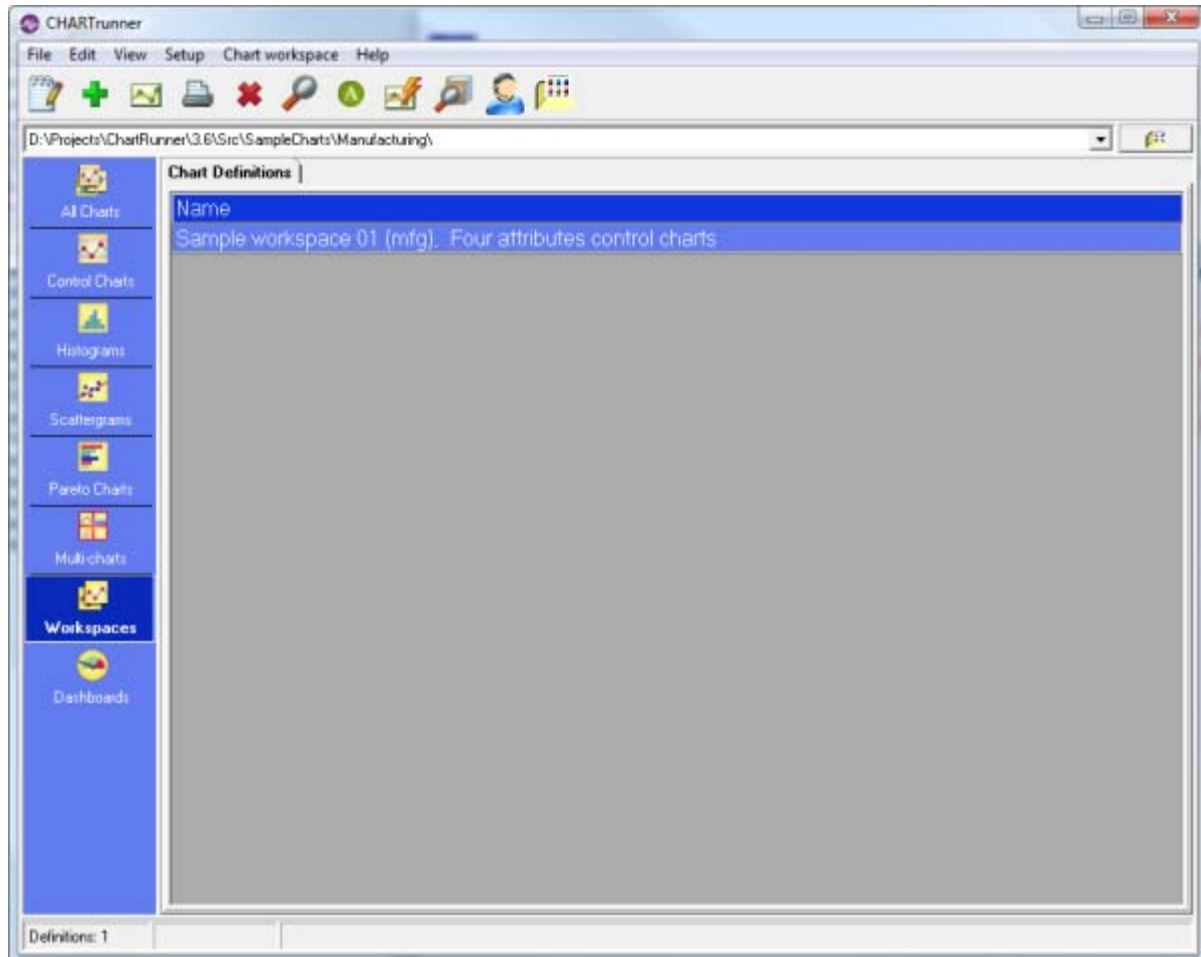 CHARTrunner
File Edit View Setup Chart workspace Help
D:\Projects\ChartRunner\3.6\Src\SampleCharts\Manufacturing\
All Charts
Control Charts
Histograms
Scattergrams
Pareto Charts
Multi-charts
Workspaces
Dashboards
Chart Definitions
Name
Sample workspace 01 (mfg). Four attributes control charts
Definitions: 1